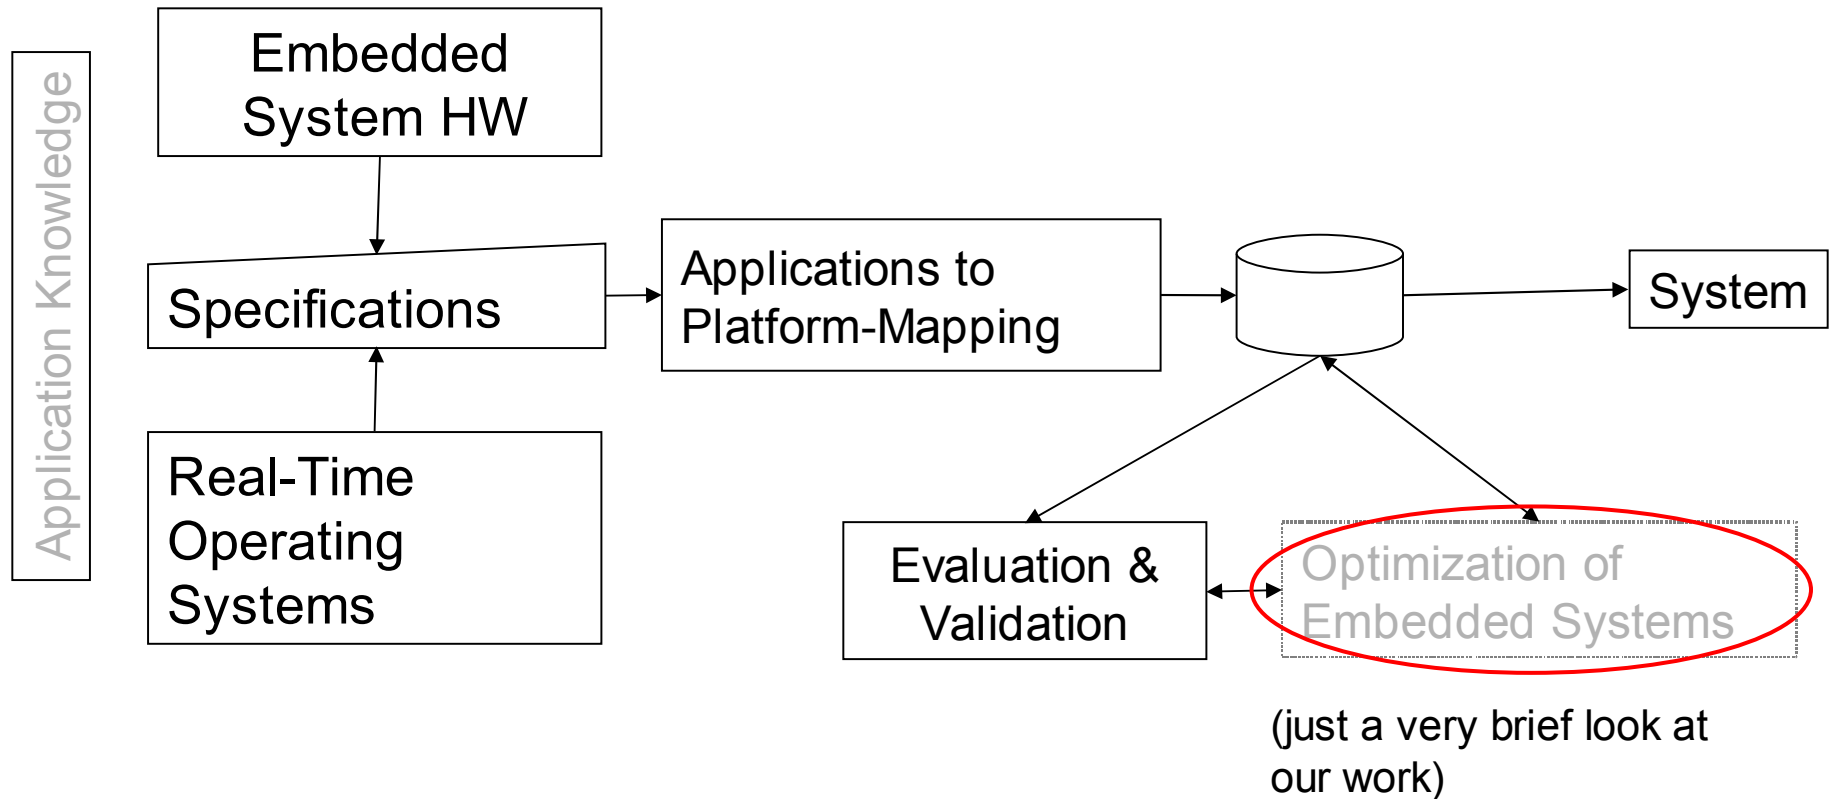 Application Knowledge
Embedded
System HW
Specifications
Real-Time
Operating
Systems
Applications to
Platform-Mapping
System
Evaluation &
Validation
Optimization of
Embedded Systems
(just a very brief look at
our work)